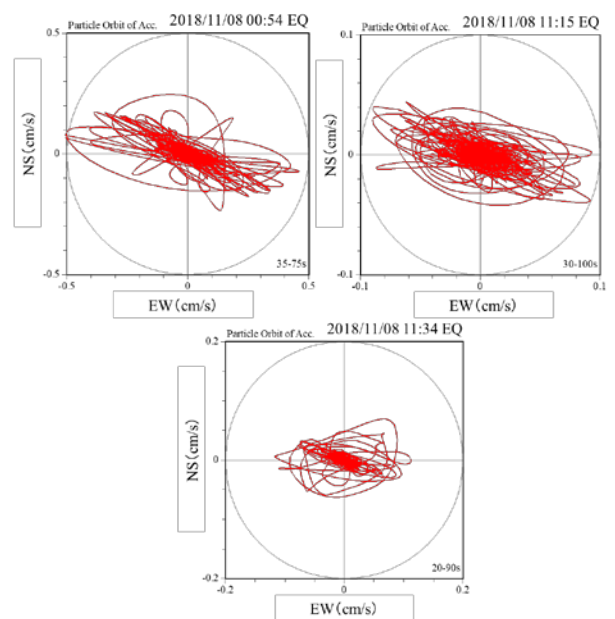 Particle Orbit of Acc. 2018/11/08 00:54 EQ
0.5
NS(cm/s)
0
-0.5
35-75s
-0.5 0 0.5
EW(cm/s)
Particle Orbit of Acc. 2018/11/08 11:15 EQ
0.1
NS(cm/s)
0
-0.1
30-100s
-0.1 0 0.1
EW(cm/s)
Particle Orbit of Acc. 2018/11/08 11:34 EQ
0.2
NS(cm/s)
0
-0.2
20-90s
-0.2 0 0.2
EW(cm/s)